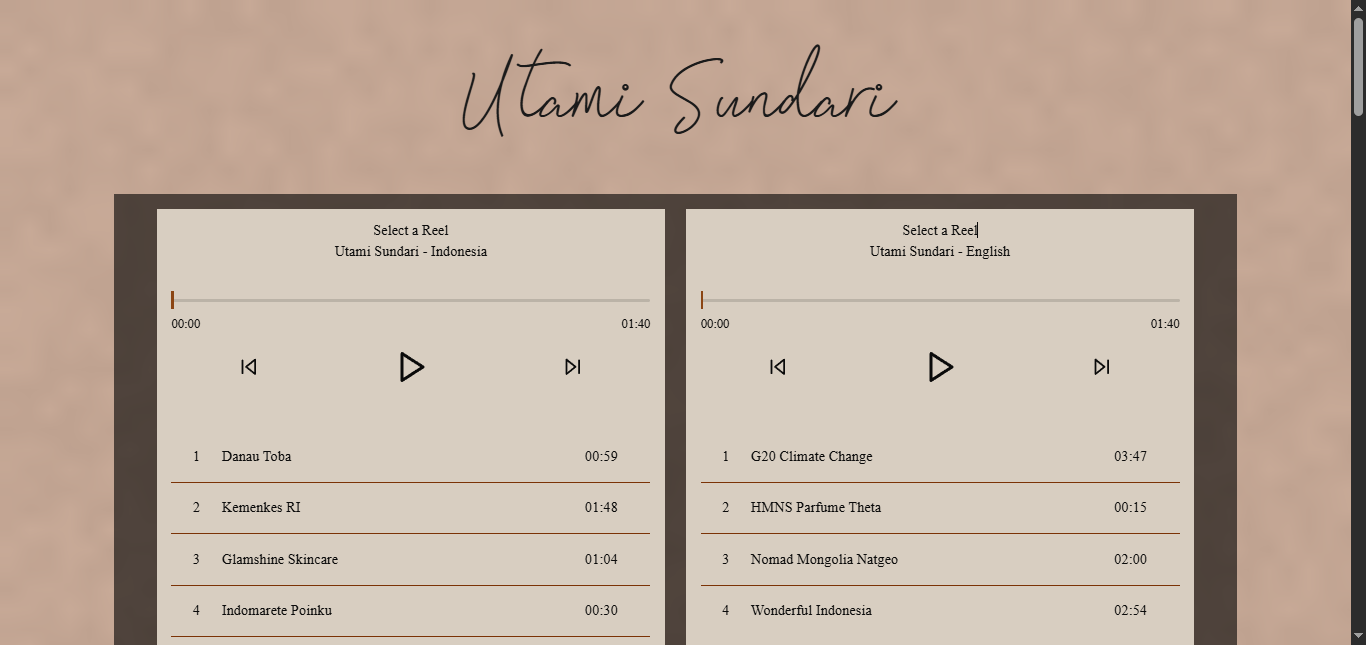 Utami Sundari
Select a Reel
Utami Sundari - Indonesia
00:00 01:40
1 Danau Toba 00:59
2 Kemenkes RI 01:48
3 Glamshine Skincare 01:04
4 Indomarete Poinku 00:30
Select a Reel
Utami Sundari - English
00:00 01:40
1 G20 Climate Change 03:47
2 HMNS Parfume Theta 00:15
3 Nomad Mongolia Natgeo 02:00
4 Wonderful Indonesia 02:54